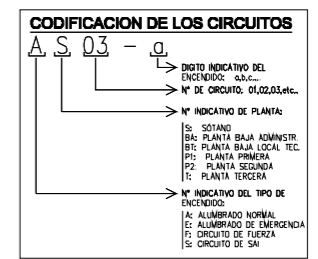 CODIFICACION DE LOS CIRCUITOS
A S 03 - a
DIGITO INDICATIVO DEL
ENCENDIDO: a,b,c...
Nº DE CIRCUITO: 01,02,03,etc..
Nº INDICATIVO DE PLANTA:
S: SÓTANO
BA: PLANTA BAJA ADMINISTR.
BT: PLANTA BAJA LOCAL TEC.
P1: PLANTA PRIMERA
P2: PLANTA SEGUNDA
T: PLANTA TERCERA
Nº INDICATIVO DEL TIPO DE
ENCENDIDO:
A: ALUMBRADO NORMAL
E: ALUMBRADO DE EMERGENCIA
F: CIRCUITO DE FUERZA
S: CIRCUITO DE SAI